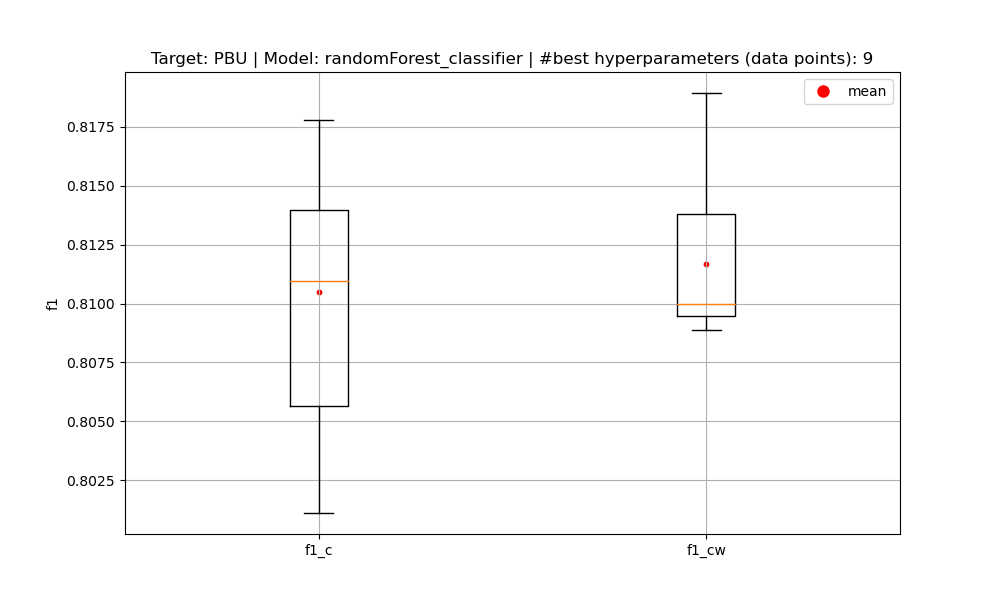 Target: PBU | Model: randomForest_classifier | #best hyperparameters (data points): 9
mean
0.8175
0.8150
0.8125
0.8100
0.8075
0.8050
0.8025
f1
f1_c
f1_cw